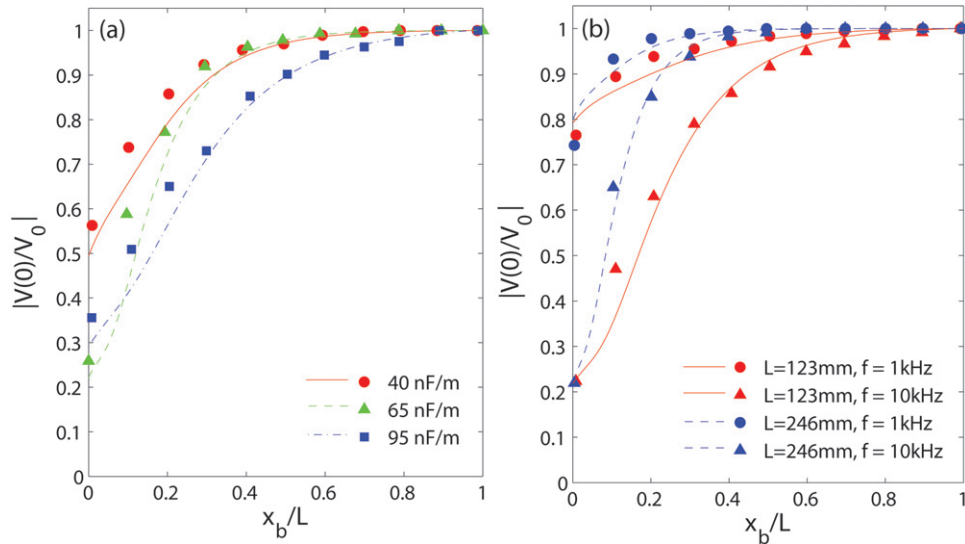 (a)
|V(0)/V₀|
1
0.9
0.8
0.7
0.6
0.5
0.4
0.3
0.2
0.1
0
0 0.2 0.4 0.6 0.8 1
x_b/L
40 nF/m
65 nF/m
95 nF/m
(b)
|V(0)/V₀|
1
0.9
0.8
0.7
0.6
0.5
0.4
0.3
0.2
0.1
0
0 0.2 0.4 0.6 0.8 1
x_b/L
L=123mm, f = 1kHz
L=123mm, f = 10kHz
L=246mm, f = 1kHz
L=246mm, f = 10kHz